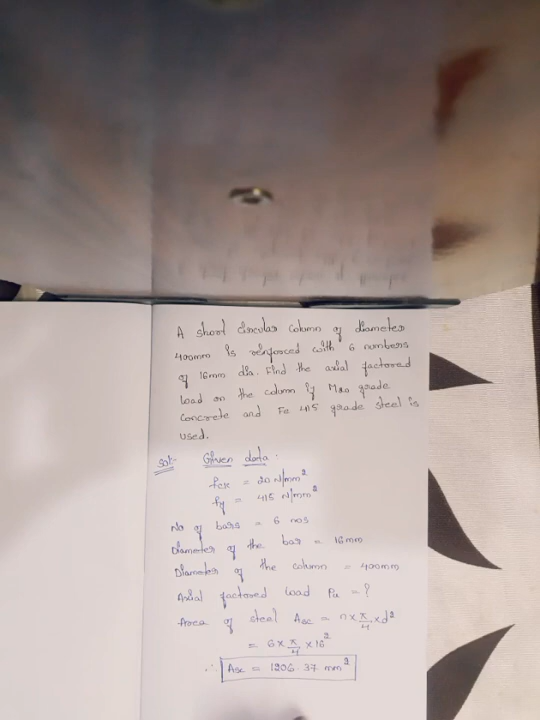 A short circular column of diameter
400mm is reinforced with 6 numbers
of 16mm dia. Find the axial factored
load on the column if M20 grade
concrete and Fe 415 grade steel is
used.
Sol:- Given data:
fck = 20 N/mm²
fy = 415 N/mm²
No of bars = 6 nos
Diameter of the bar = 16mm
Diameter of the column = 400mm
Axial factored load Pu = ?
Area of steel Asc = n × π/4 × d²
= 6 × π/4 × 16²
∴ Asc = 1206.37 mm²